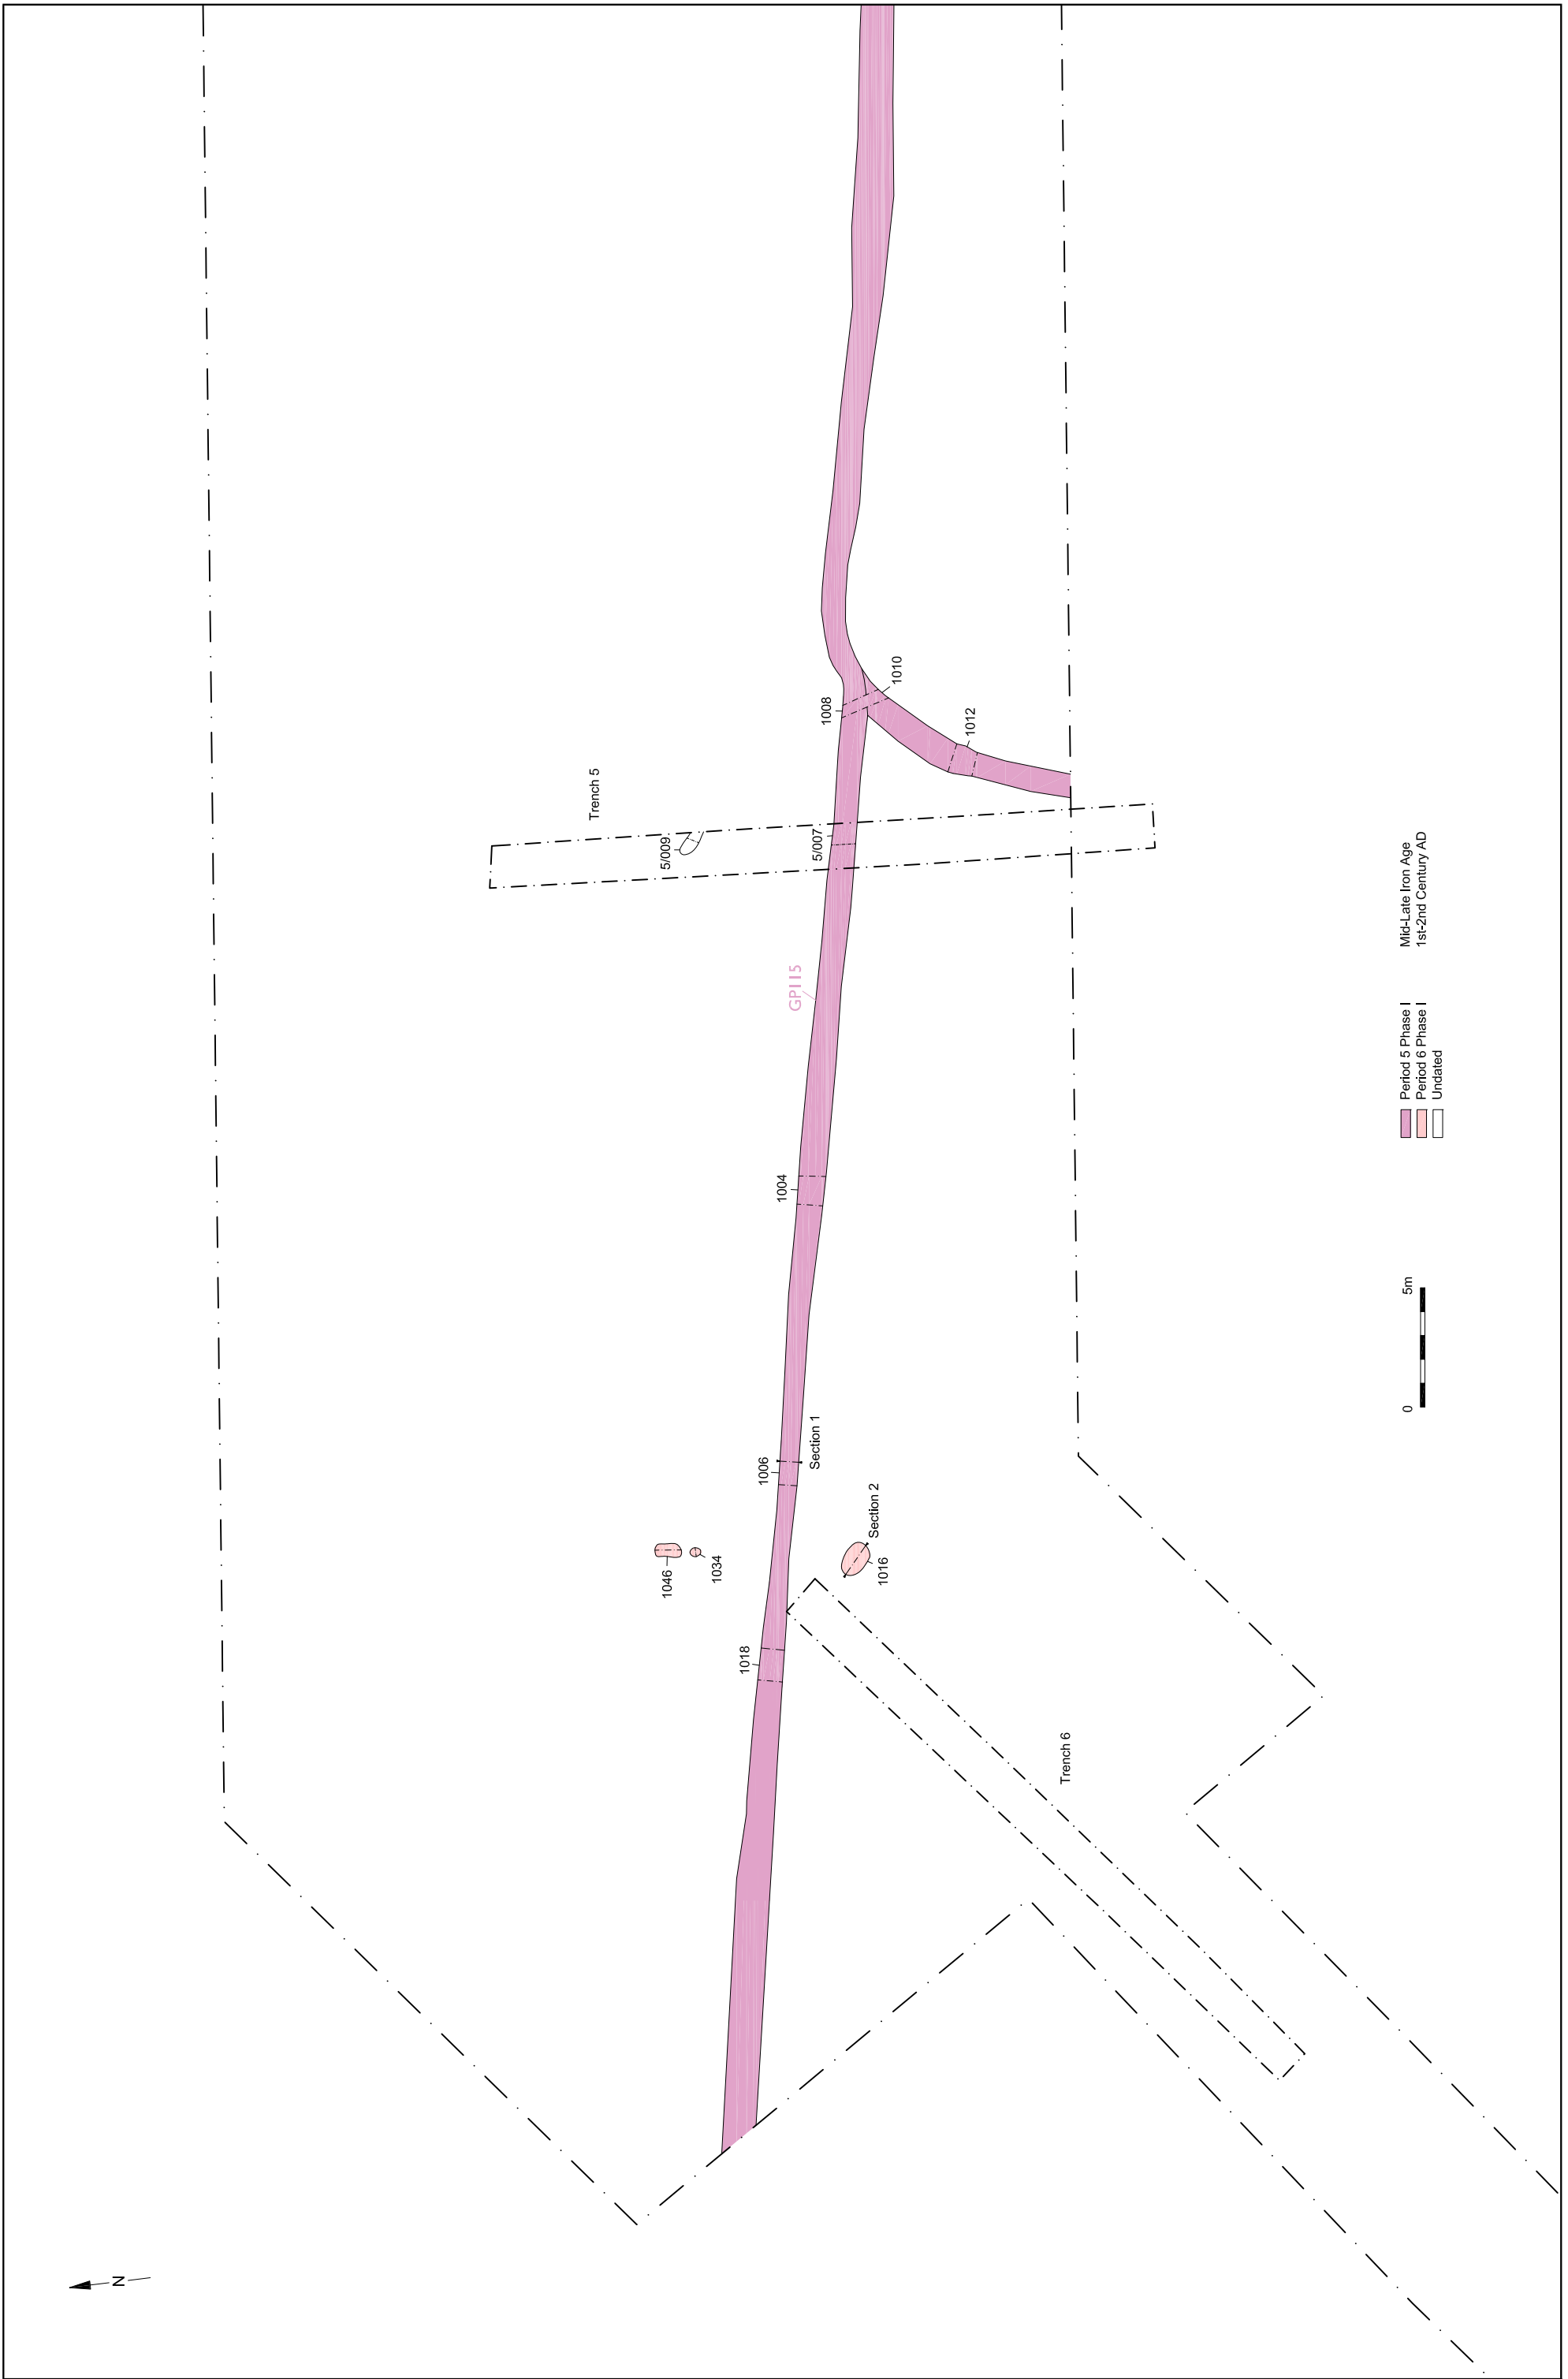 N
Trench 5
5/009
5/007
1008
1010
1012
GP115
1004
1006
Section 1
1046
1034
Section 2
1016
1018
Trench 6
0 5m
Period 5 Phase 1 Mid-Late Iron Age
Period 6 Phase 1 1st-2nd Century AD
Undated